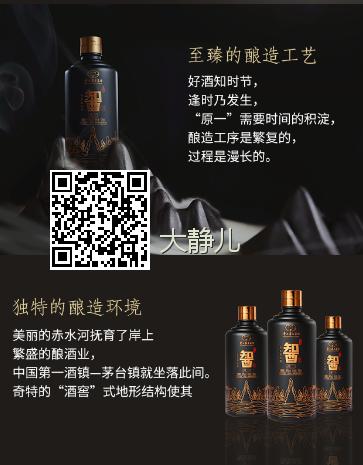 至臻的酿造工艺
好酒知时节，
逢时乃发生，
“原一”需要时间的积淀，
酿造工序是繁复的，
过程是漫长的。
大静儿
独特的酿造环境
美丽的赤水河抚育了岸上
繁盛的酿酒业，
中国第一酒镇—茅台镇就坐落此间。
奇特的“酒窖”式地形结构使其
智
智